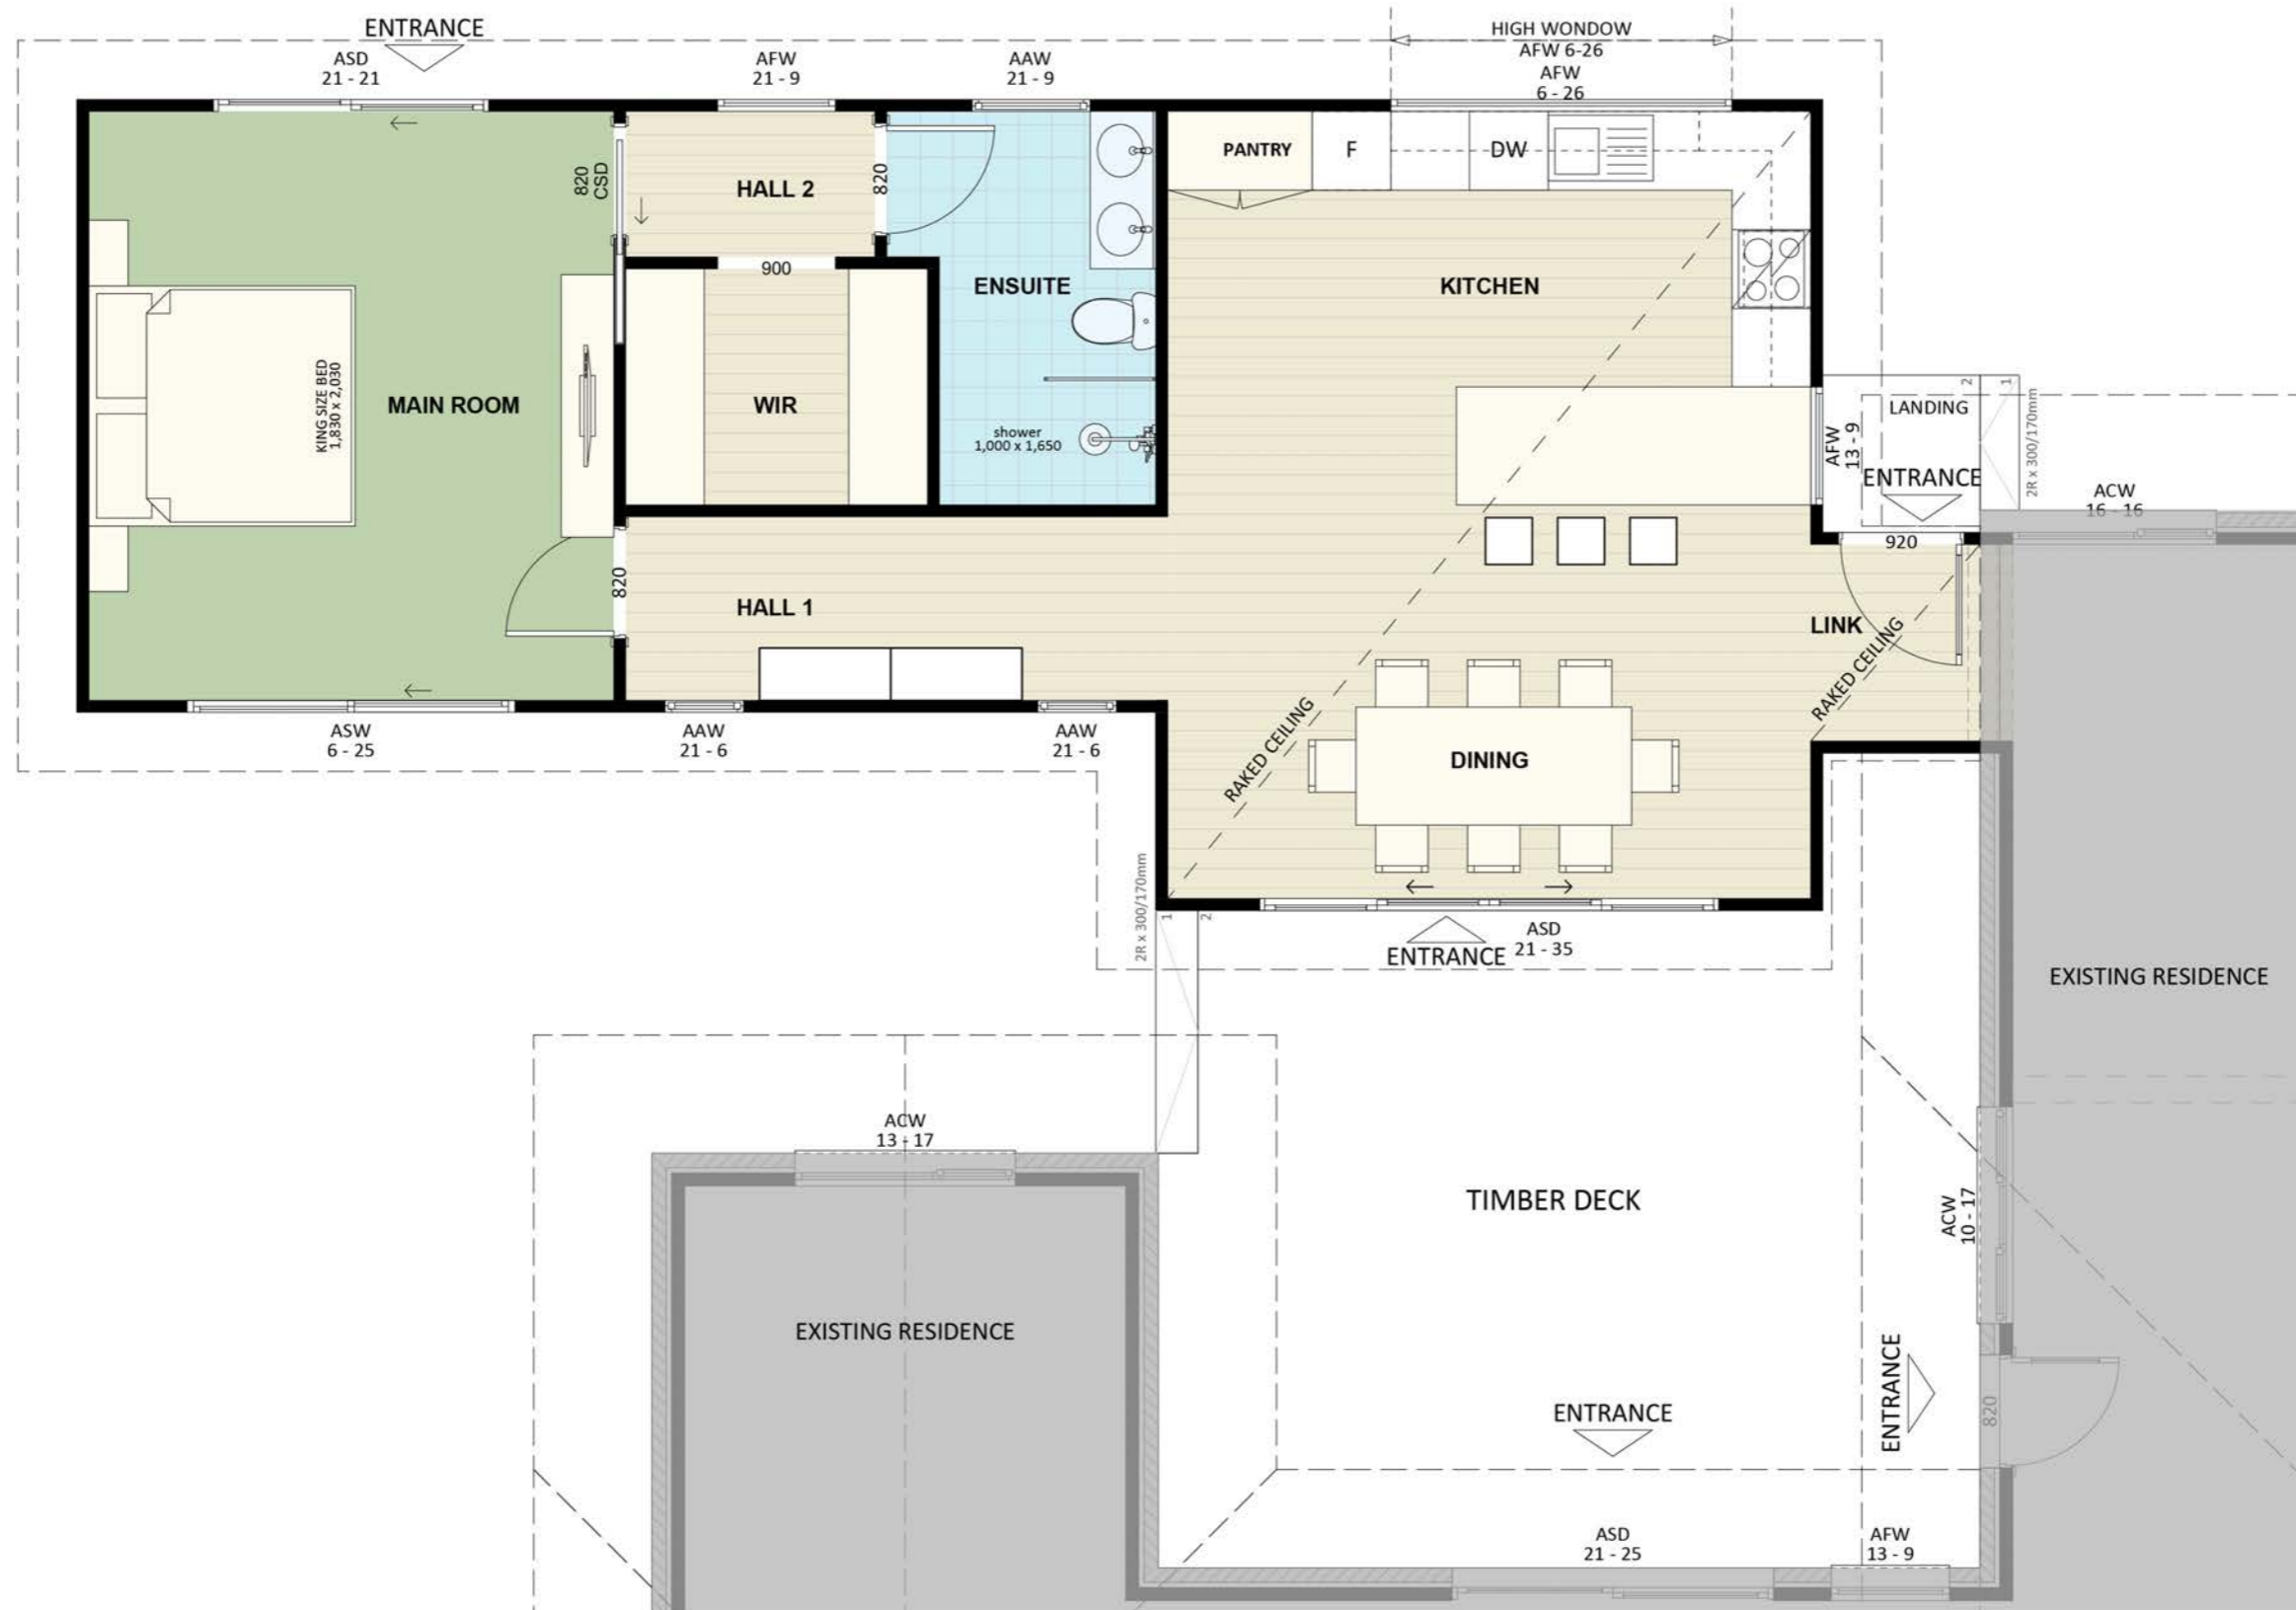 ENTRANCE
ASD
21 - 21
AFW
21 - 9
AAW
21 - 9
HIGH WONDOW
AFW 6-26
AFW
6 - 26
820
CSD
HALL 2
820
PANTRY
F
DW
900
ENSUITE
KITCHEN
KING SIZE BED
1,830 x 2,030
MAIN ROOM
WIR
shower
1,000 x 1,650
AFW
13 - 9
LANDING
2
1
2R x 300/170mm
ENTRANCE
ACW
16 - 16
920
820
HALL 1
LINK
RAKED CEILING
RAKED CEILING
ASW
6 - 25
AAW
21 - 6
AAW
21 - 6
DINING
2R x 300/170mm
1
2
ENTRANCE
ASD
21 - 35
EXISTING RESIDENCE
ACW
13 - 17
TIMBER DECK
ACW
10 - 17
EXISTING RESIDENCE
ENTRANCE
ENTRANCE
820
ASD
21 - 25
AFW
13 - 9